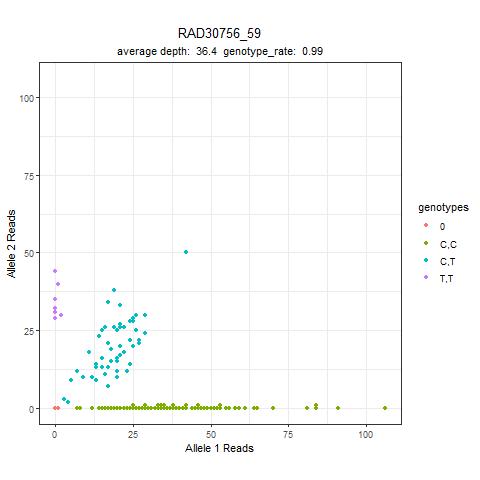 RAD30756_59
average depth:  36.4  genotype_rate:  0.99
100
75
50
25
0
Allele 2 Reads
0
25
50
75
100
Allele 1 Reads
genotypes
0
C,C
C,T
T,T